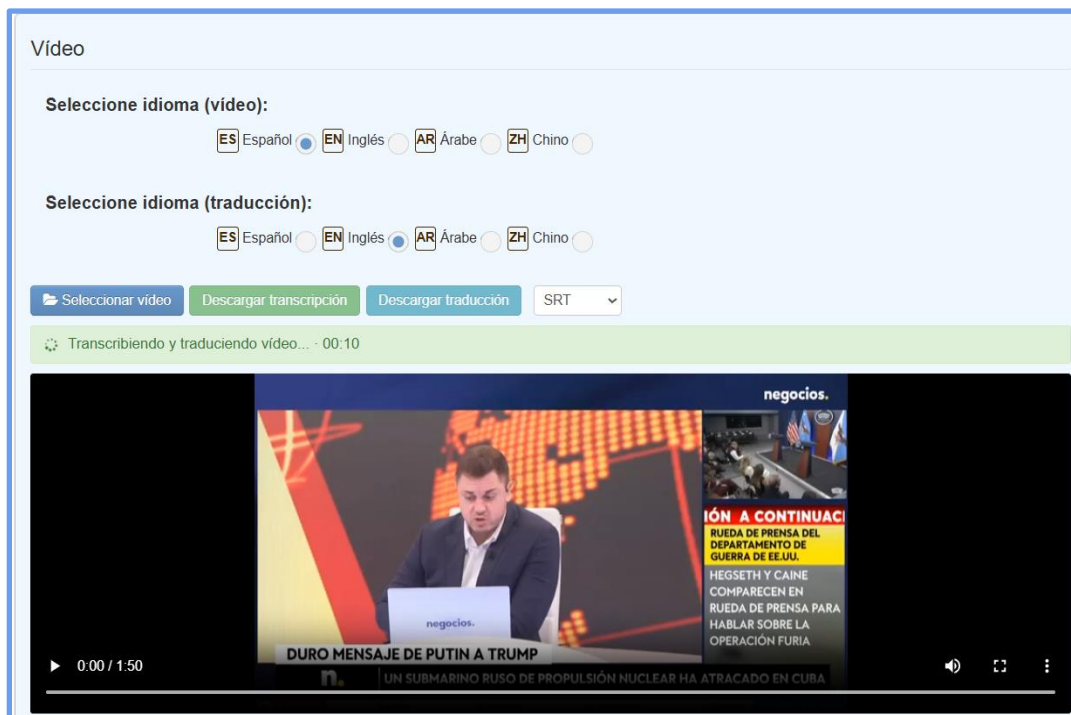 Vídeo
Seleccione idioma (vídeo):
ES Español EN Inglés AR Árabe ZH Chino
Seleccione idioma (traducción):
ES Español EN Inglés AR Árabe ZH Chino
Seleccionar vídeo Descargar transcripción Descargar traducción SRT
Transcribiendo y traduciendo vídeo... · 00:10
negocios.
IÓN A CONTINUACI
RUEDA DE PRENSA DEL
DEPARTAMENTO DE
GUERRA DE EE.UU.
HEGSETH Y CAINE
COMPARECEN EN
RUEDA DE PRENSA PARA
HABLAR SOBRE LA
OPERACIÓN FURIA
negocios.
DURO MENSAJE DE PUTIN A TRUMP
n. UN SUBMARINO RUSO DE PROPULSIÓN NUCLEAR HA ATRACADO EN CUBA
0:00 / 1:50